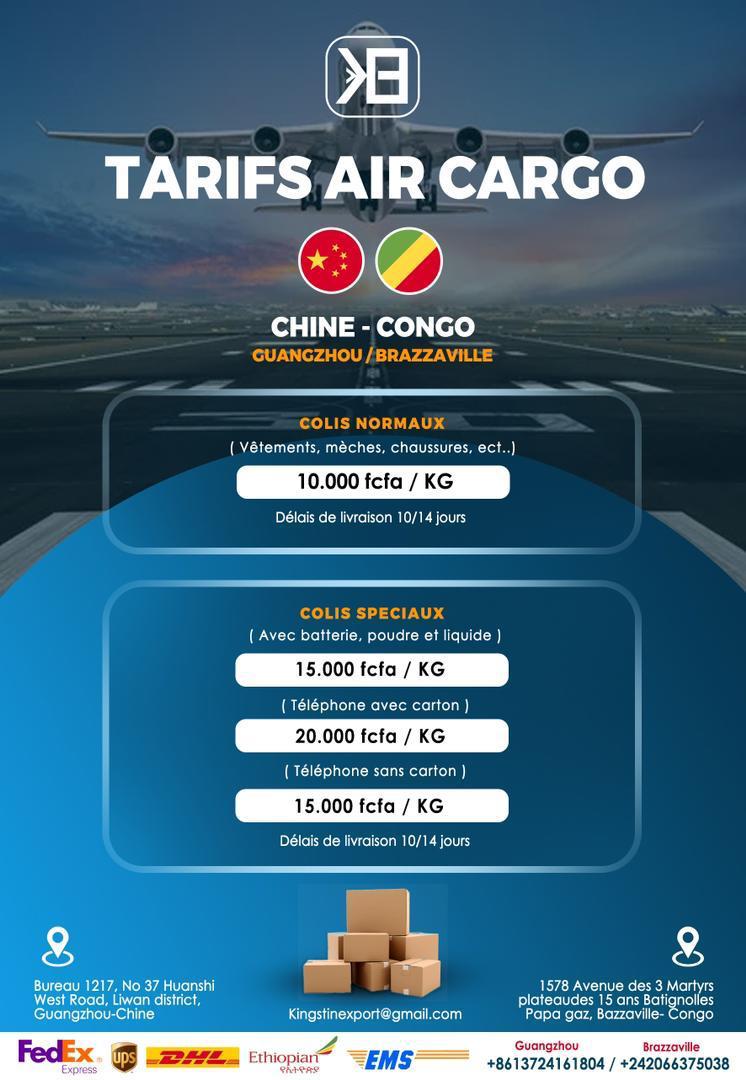 KB
TARIFS AIR CARGO
CHINE - CONGO
GUANGZHOU / BRAZZAVILLE
COLIS NORMAUX
( Vêtements, mèches, chaussures, ect..)
10.000 fcfa / KG
Délais de livraison 10/14 jours
COLIS SPECIAUX
( Avec batterie, poudre et liquide )
15.000 fcfa / KG
( Téléphone avec carton )
20.000 fcfa / KG
( Téléphone sans carton )
15.000 fcfa / KG
Délais de livraison 10/14 jours
Bureau 1217, No 37 Huanshi
West Road, Liwan district,
Guangzhou-Chine
Kingstinexport@gmail.com
1578 Avenue des 3 Martyrs
plateaudes 15 ans Batignolles
Papa gaz, Bazzaville- Congo
FedEx
Express
ups
DHL
Ethiopian
የኢትዮጵያ
EMS
Guangzhou
Brazzaville
+8613724161804 / +242066375038